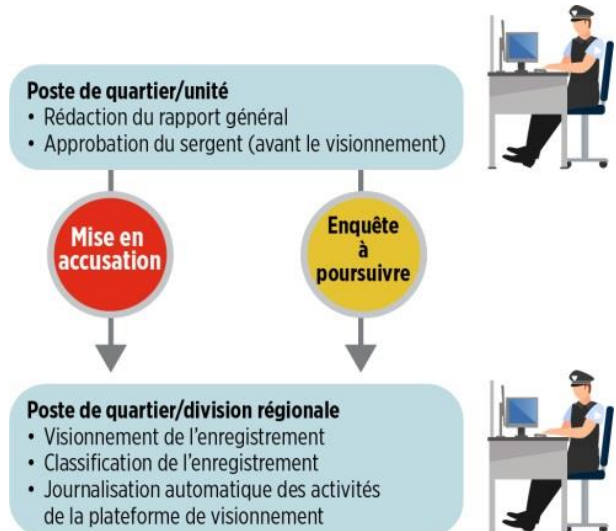 Poste de quartier/unité
• Rédaction du rapport général
• Approbation du sergent (avant le visionnement)
Mise en
accusation
Enquête
à
poursuivre
Poste de quartier/division régionale
• Visionnement de l'enregistrement
• Classification de l'enregistrement
• Journalisation automatique des activités
de la plateforme de visionnement